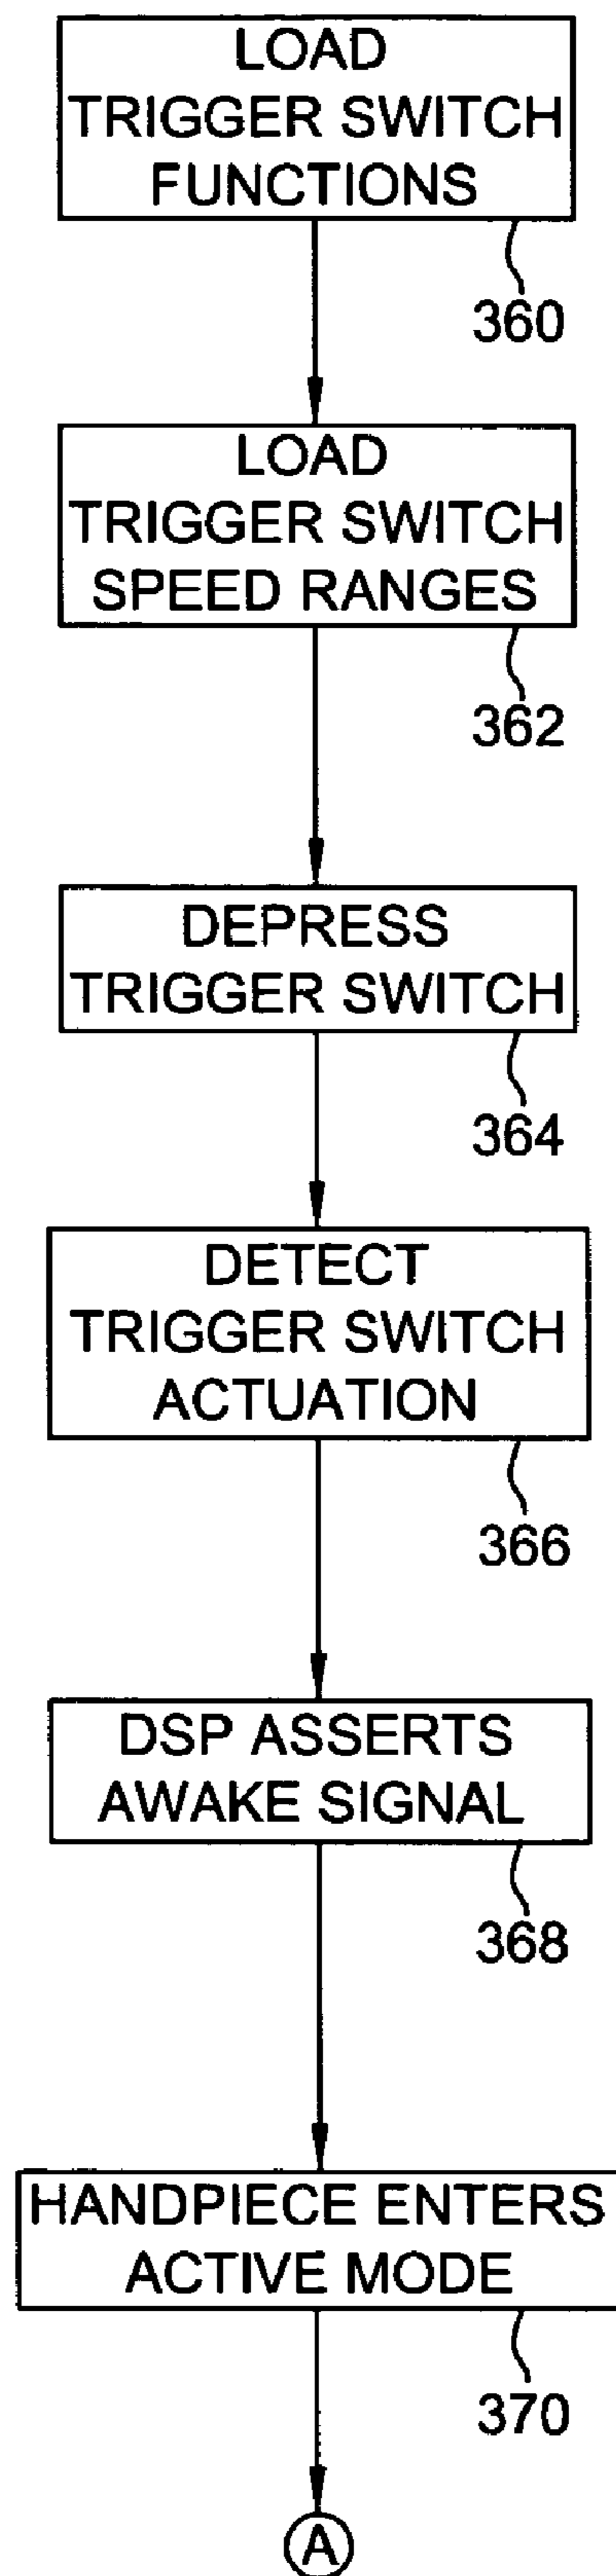 LOAD
TRIGGER SWITCH
FUNCTIONS
360
LOAD
TRIGGER SWITCH
SPEED RANGES
362
DEPRESS
TRIGGER SWITCH
364
DETECT
TRIGGER SWITCH
ACTUATION
366
DSP ASSERTS
AWAKE SIGNAL
368
HANDPIECE ENTERS
ACTIVE MODE
370
A